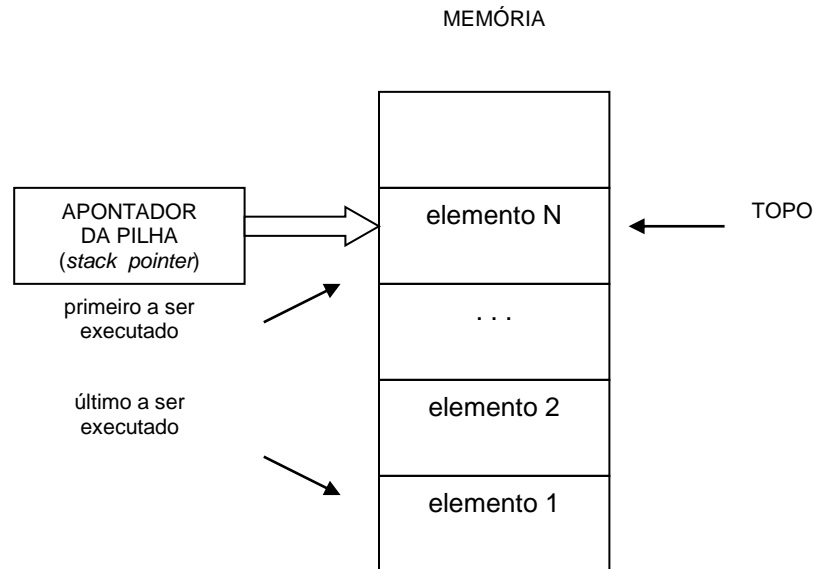 MEMÓRIA
APONTADOR
DA PILHA
(stack pointer)
elemento N
TOPO
primeiro a ser
executado
. . .
último a ser
executado
elemento 2
elemento 1